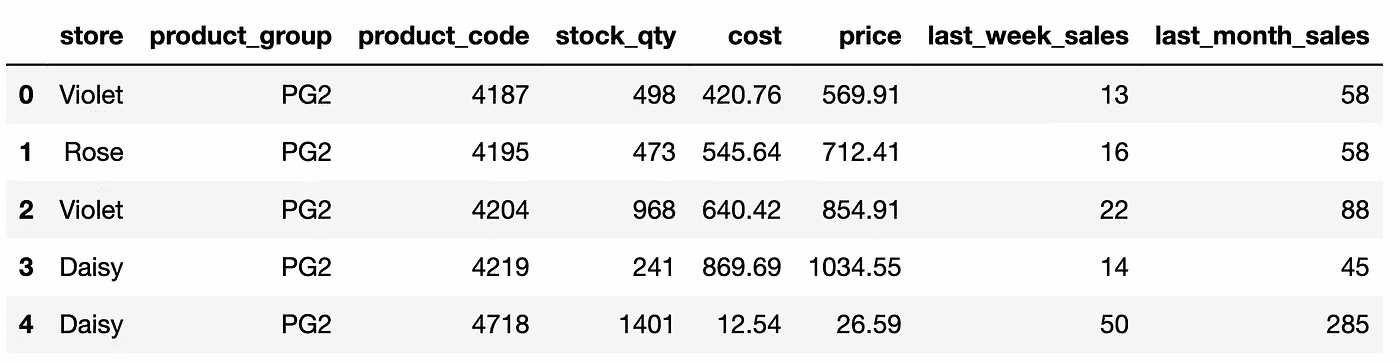 store product_group product_code stock_qty cost price last_week_sales last_month_sales
0 Violet PG2 4187 498 420.76 569.91 13 58
1 Rose PG2 4195 473 545.64 712.41 16 58
2 Violet PG2 4204 968 640.42 854.91 22 88
3 Daisy PG2 4219 241 869.69 1034.55 14 45
4 Daisy PG2 4718 1401 12.54 26.59 50 285